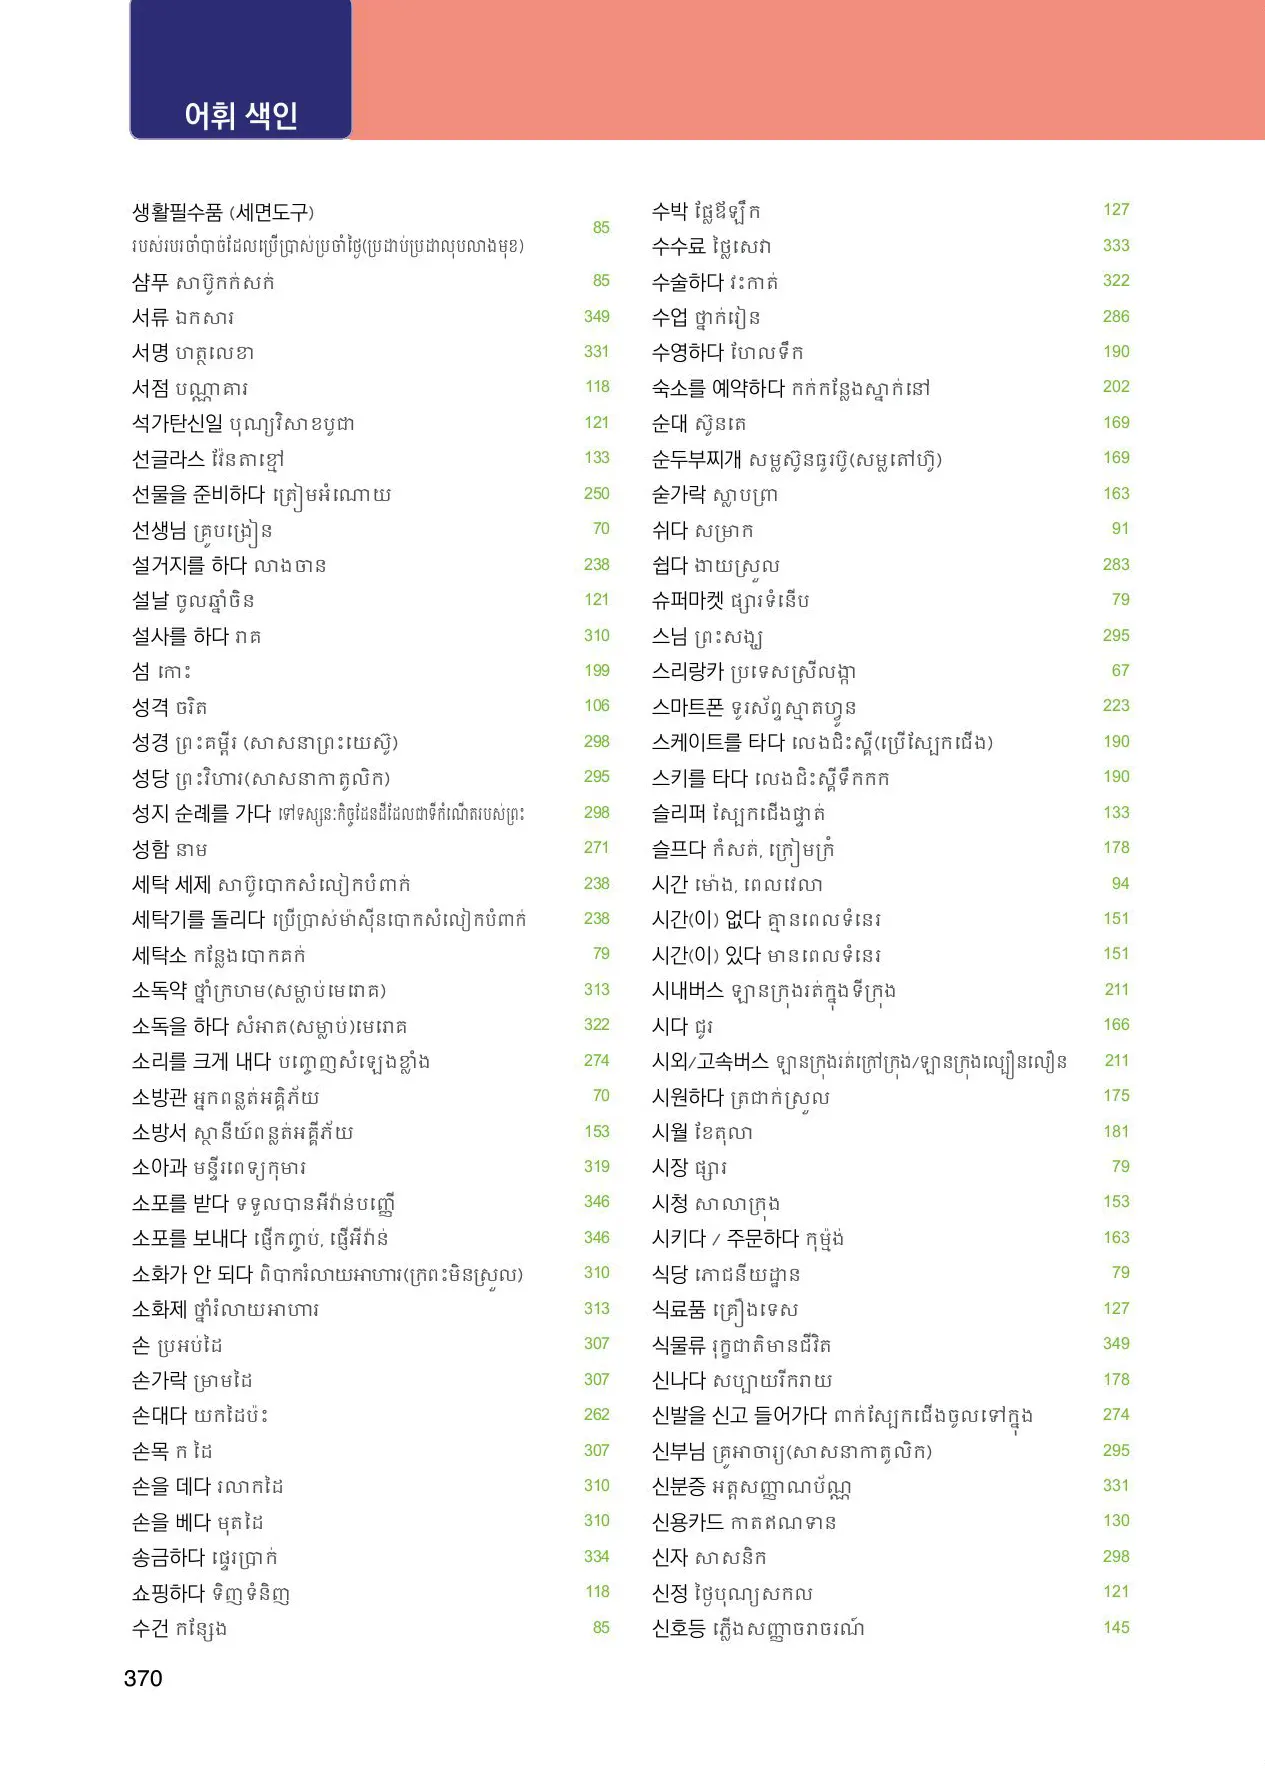 어휘 색인
생활필수품 (세면도구)
របស់របរចាំបាច់ដែលប្រើប្រាស់ប្រចាំថ្ងៃ(ប្រដាប់ប្រដាលុបលាងមុខ) 85
샴푸 សាប៊ូកក់សក់ 85
서류 ឯកសារ 349
서명 ហត្ថលេខា 331
서점 បណ្ណាគារ 118
석가탄신일 បុណ្យវិសាខបូជា 121
선글라스 វ៉ែនតាខ្មៅ 133
선물을 준비하다 ត្រៀមអំណោយ 250
선생님 គ្រូបង្រៀន 70
설거지를 하다 លាងចាន 238
설날 ចូលឆ្នាំចិន 121
설사를 하다 រាគ 310
섬 កោះ 199
성격 ចរិត 106
성경 ព្រះគម្ពីរ (សាសនាព្រះយេស៊ូ) 298
성당 ព្រះវិហារ(សាសនាកាតូលិក) 295
성지 순례를 가다 ទៅទស្សនៈកិច្ចដែនដីដែលជាទីកំណើតរបស់ព្រះ 298
성함 នាម 271
세탁 세제 សាប៊ូបោកសំលៀកបំពាក់ 238
세탁기를 돌리다 ប្រើប្រាស់ម៉ាស៊ីនបោកសំលៀកបំពាក់ 238
세탁소 កន្លែងបោកគក់ 79
소독약 ថ្នាំក្រហម(សម្លាប់មេរោគ) 313
소독을 하다 សំអាត(សម្លាប់)មេរោគ 322
소리를 크게 내다 បញ្ចេញសំឡេងខ្លាំង 274
소방관 អ្នកពន្លត់អគ្គិភ័យ 70
소방서 ស្ថានីយ៍ពន្លត់អគ្គីភ័យ 153
소아과 មន្ទីរពេទ្យកុមារ 319
소포를 받다 ទទួលបានអីវ៉ាន់បញ្ញើ 346
소포를 보내다 ផ្ញើកញ្ចប់, ផ្ញើអីវ៉ាន់ 346
소화가 안 되다 ពិបាករំលាយអាហារ(ក្រពះមិនស្រួល) 310
소화제 ថ្នាំរំលាយអាហារ 313
손 ប្រអប់ដៃ 307
손가락 ម្រាមដៃ 307
손대다 យកដៃប៉ះ 262
손목 ក ដៃ 307
손을 데다 រលាកដៃ 310
손을 베다 មុតដៃ 310
송금하다 ផ្ទេរប្រាក់ 334
쇼핑하다 ទិញទំនិញ 118
수건 កន្សែង 85
370
수박 ផ្លែឪឡឹក 127
수수료 ថ្លៃសេវា 333
수술하다 វះកាត់ 322
수업 ថ្នាក់រៀន 286
수영하다 ហែលទឹក 190
숙소를 예약하다 កក់កន្លែងស្នាក់នៅ 202
순대 ស៊ូនតេ 169
순두부찌개 សម្លស៊ូនធូរប៊ូ(សម្លតៅហ៊ូ) 169
숟가락 ស្លាបព្រា 163
쉬다 សម្រាក 91
쉽다 ងាយស្រួល 283
슈퍼마켓 ផ្សារទំនើប 79
스님 ព្រះសង្ឃ 295
스리랑카 ប្រទេសស្រីលង្កា 67
스마트폰 ទូរស័ព្ទស្មាតហ្វូន 223
스케이트를 타다 លេងជិះស្គី(ប្រើស្បែកជើង) 190
스키를 타다 លេងជិះស្គីទឹកកក 190
슬리퍼 ស្បែកជើងផ្ទាត់ 133
슬프다 កំសត់, ក្រៀមក្រំ 178
시간 ម៉ោង, ពេលវេលា 94
시간(이) 없다 គ្មានពេលទំនេរ 151
시간(이) 있다 មានពេលទំនេរ 151
시내버스 ឡានក្រុងរត់ក្នុងទីក្រុង 211
시다 ជូរ 166
시외/고속버스 ឡានក្រុងរត់ក្រៅក្រុង/ឡានក្រុងល្បឿនលឿន 211
시원하다 ត្រជាក់ស្រួល 175
시월 ខែតុលា 181
시장 ផ្សារ 79
시청 សាលាក្រុង 153
시키다 / 주문하다 កុម្ម៉ង់ 163
식당 ភោជនីយដ្ឋាន 79
식료품 គ្រឿងទេស 127
식물류 រុក្ខជាតិមានជីវិត 349
신나다 សប្បាយរីករាយ 178
신발을 신고 들어가다 ពាក់ស្បែកជើងចូលទៅក្នុង 274
신부님 គ្រូអាចារ្យ(សាសនាកាតូលិក) 295
신분증 អត្តសញ្ញាណប័ណ្ណ 331
신용카드 កាតឥណទាន 130
신자 សាសនិក 298
신정 ថ្ងៃបុណ្យសកល 121
신호등 ភ្លើងសញ្ញាចរាចរណ៍ 145